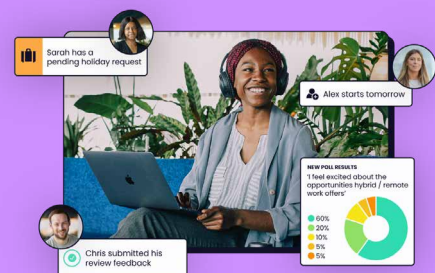 Sarah has a
pending holiday request
Alex starts tomorrow
NEW POLL RESULTS
'I feel excited about the
opportunities hybrid / remote
work offers'
60%
20%
10%
5%
5%
Chris submitted his
review feedback